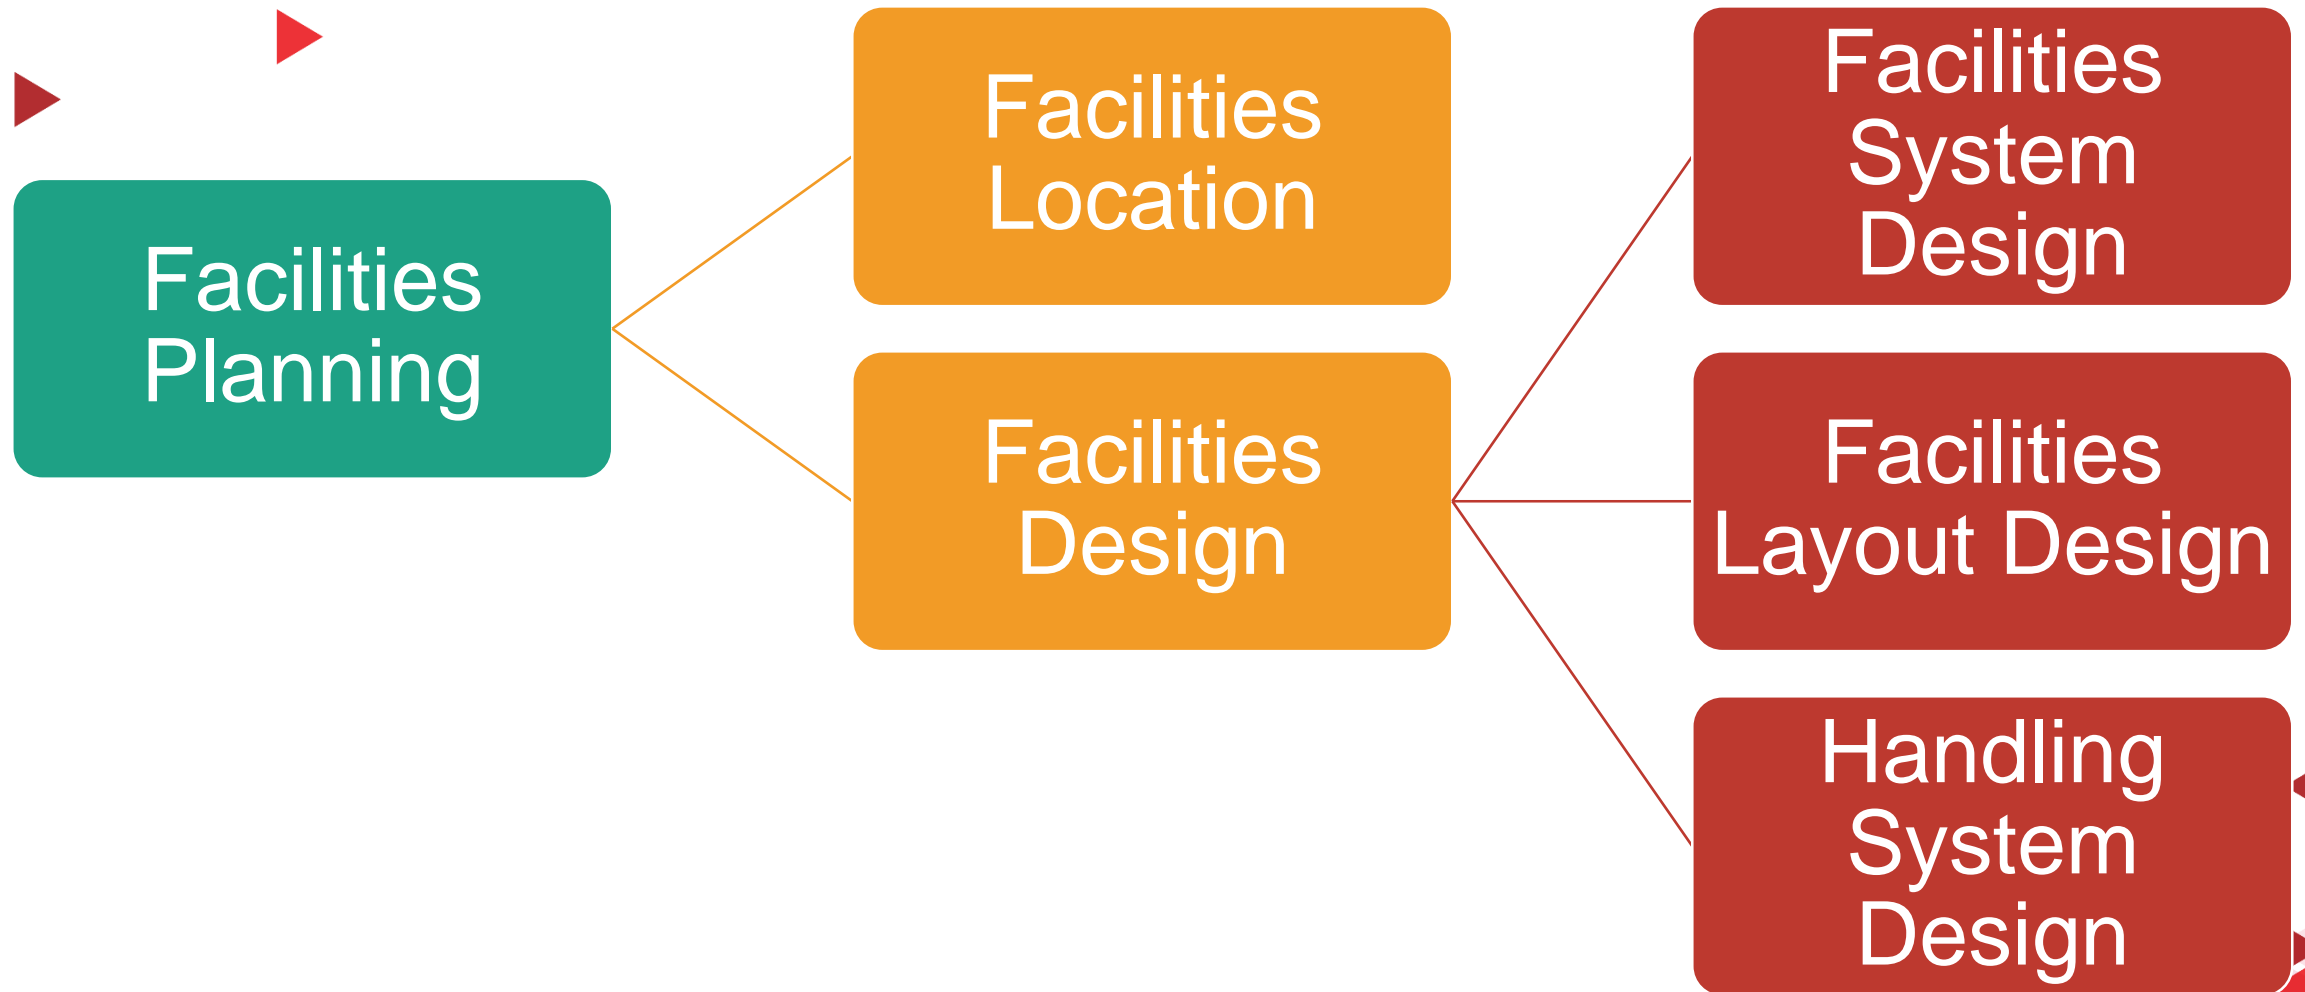 Facilities
Planning
Facilities
Location
Facilities
Design
Facilities
System
Design
Facilities
Layout Design
Handling
System
Design